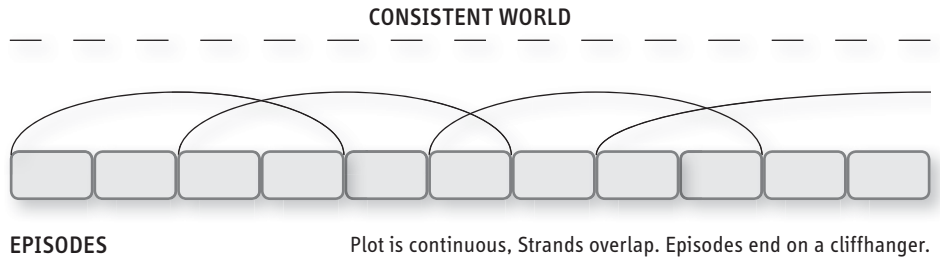 CONSISTENT WORLD
EPISODES
Plot is continuous, Strands overlap. Episodes end on a cliffhanger.